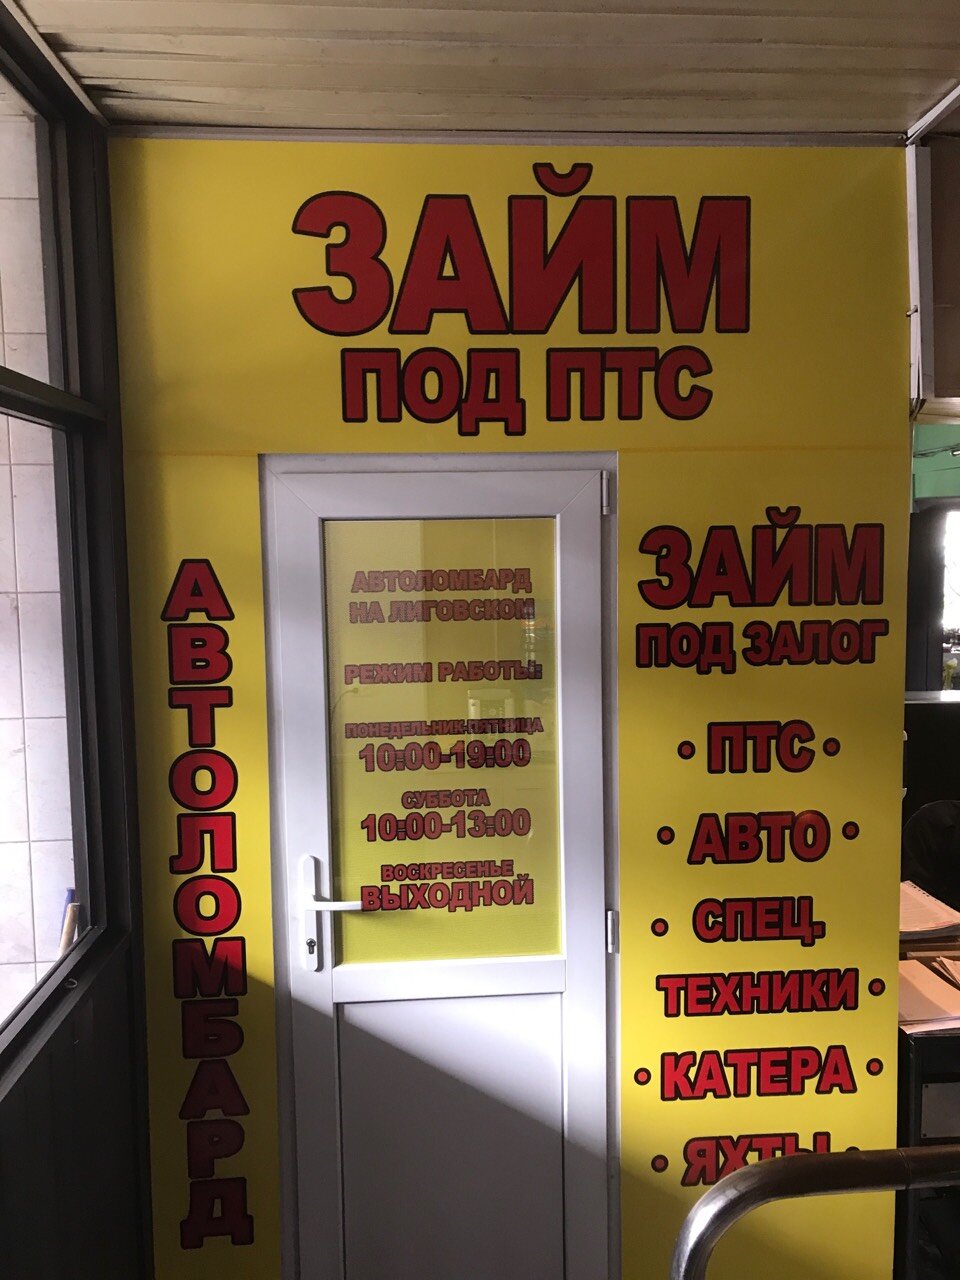 ЗАЙМ
ПОД ПТС
АВТОЛОМБАРД
АВТОЛОМБАРД
НА ЛИГОВСКОМ
РЕЖИМ РАБОТЫ:
ПОНЕДЕЛЬНИК-ПЯТНИЦА
10:00-19:00
СУББОТА
10:00-13:00
ВОСКРЕСЕНЬЕ
ВЫХОДНОЙ
ЗАЙМ
ПОД ЗАЛОГ
• ПТС •
• АВТО •
• СПЕЦ.
ТЕХНИКИ •
• КАТЕРА •
• ЯХТЫ •